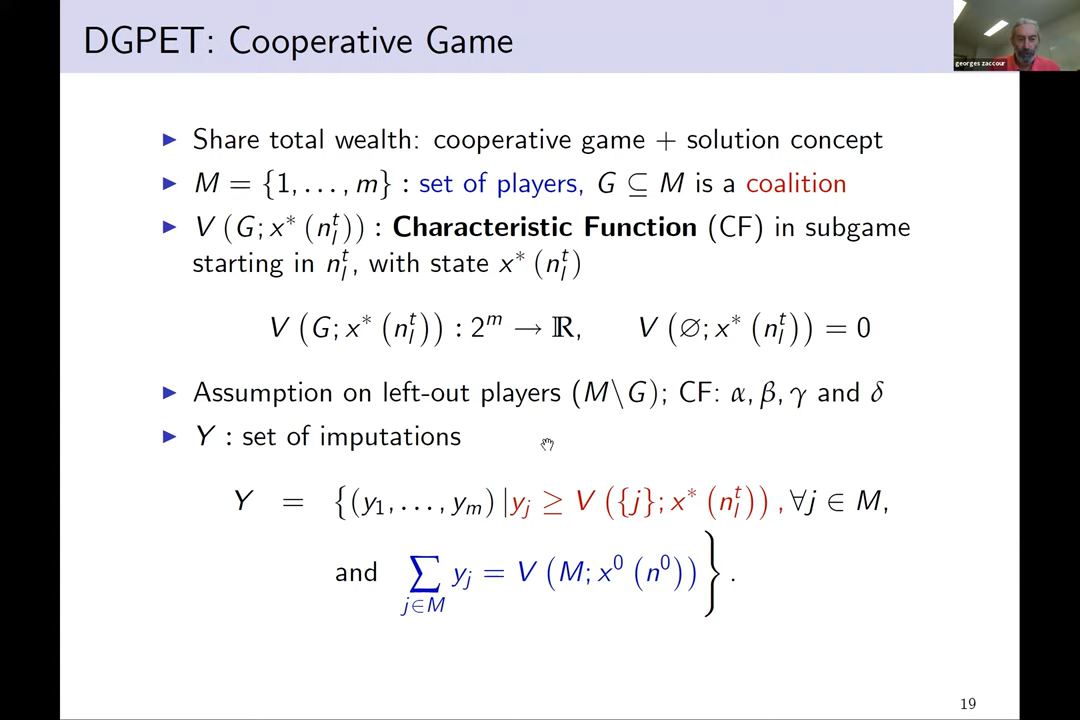 DGPET: Cooperative Game
georges zaccour
▶ Share total wealth: cooperative game + solution concept
▶ M = {1, . . . , m} : set of players, G ⊆ M is a coalition
▶ V (G; x* (n_l^t)) : Characteristic Function (CF) in subgame
starting in n_l^t, with state x* (n_l^t)
V (G; x* (n_l^t)) : 2^m → ℝ, V (∅; x* (n_l^t)) = 0
▶ Assumption on left-out players (M\G); CF: α, β, γ and δ
▶ Y : set of imputations
Y = {(y_1, . . . , y_m) |y_j ≥ V ({j}; x* (n_l^t)) , ∀j ∈ M,
and ∑_{j∈M} y_j = V (M; x^0 (n^0))} .
19